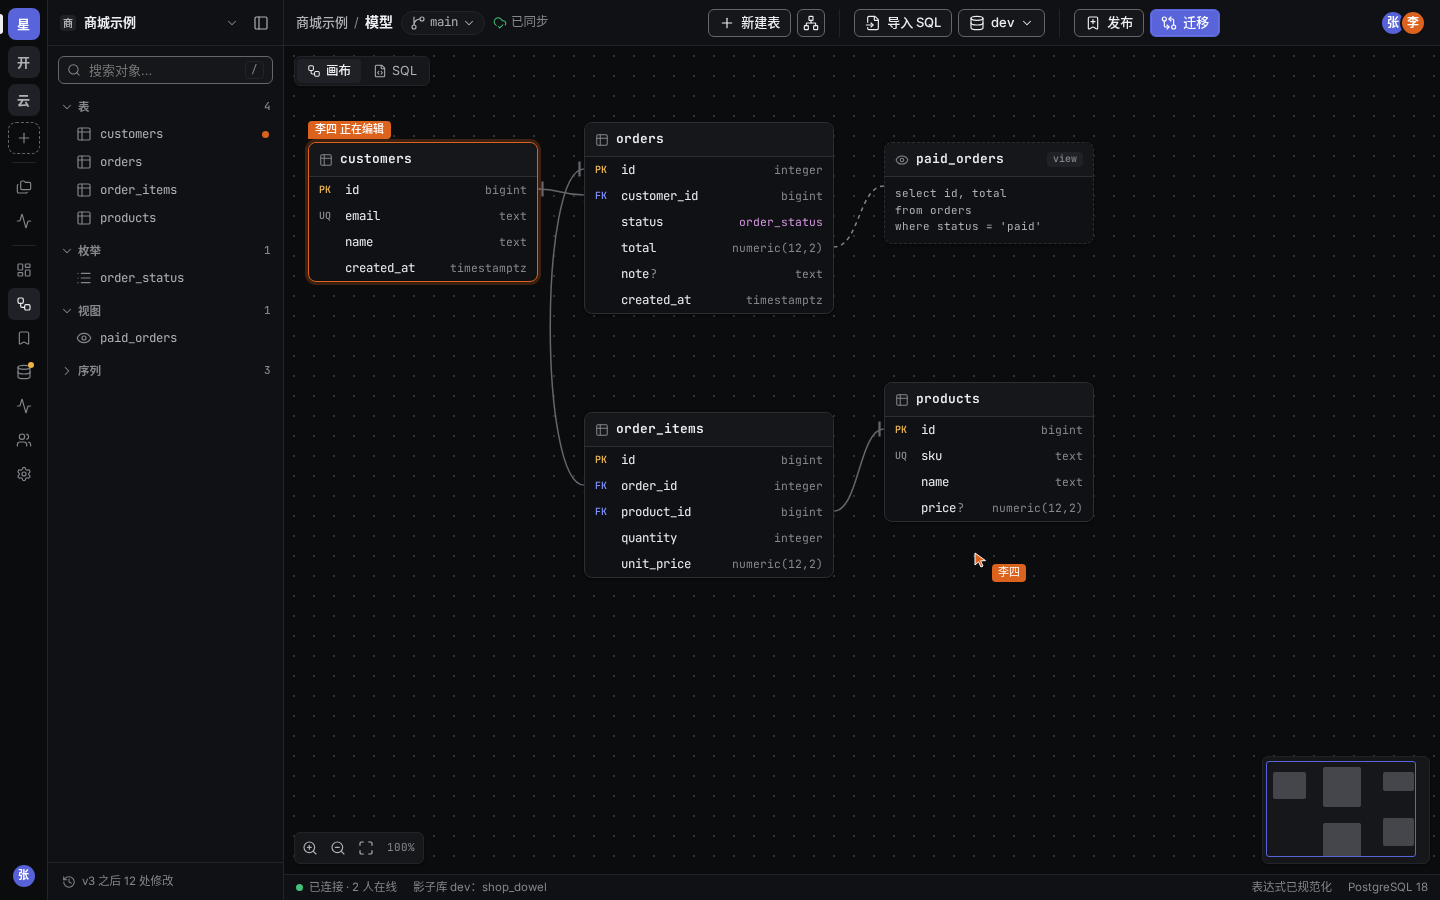 星
开
云
商 商城示例
搜索对象... /
表 4
customers
orders
order_items
products
枚举 1
order_status
视图 1
paid_orders
序列 3
v3 之后 12 处修改
张
商城示例 / 模型 main 已同步
新建表
导入 SQL
dev
发布
迁移
张 李
画布 SQL
李四 正在编辑
customers
PK id bigint
UQ email text
name text
created_at timestamptz
orders
PK id integer
FK customer_id bigint
status order_status
total numeric(12,2)
note? text
created_at timestamptz
paid_orders view
select id, total
from orders
where status = 'paid'
order_items
PK id bigint
FK order_id integer
FK product_id bigint
quantity integer
unit_price numeric(12,2)
products
PK id bigint
UQ sku text
name text
price? numeric(12,2)
李四
100%
已连接 · 2 人在线 影子库 dev：shop_dowel
表达式已规范化 PostgreSQL 18